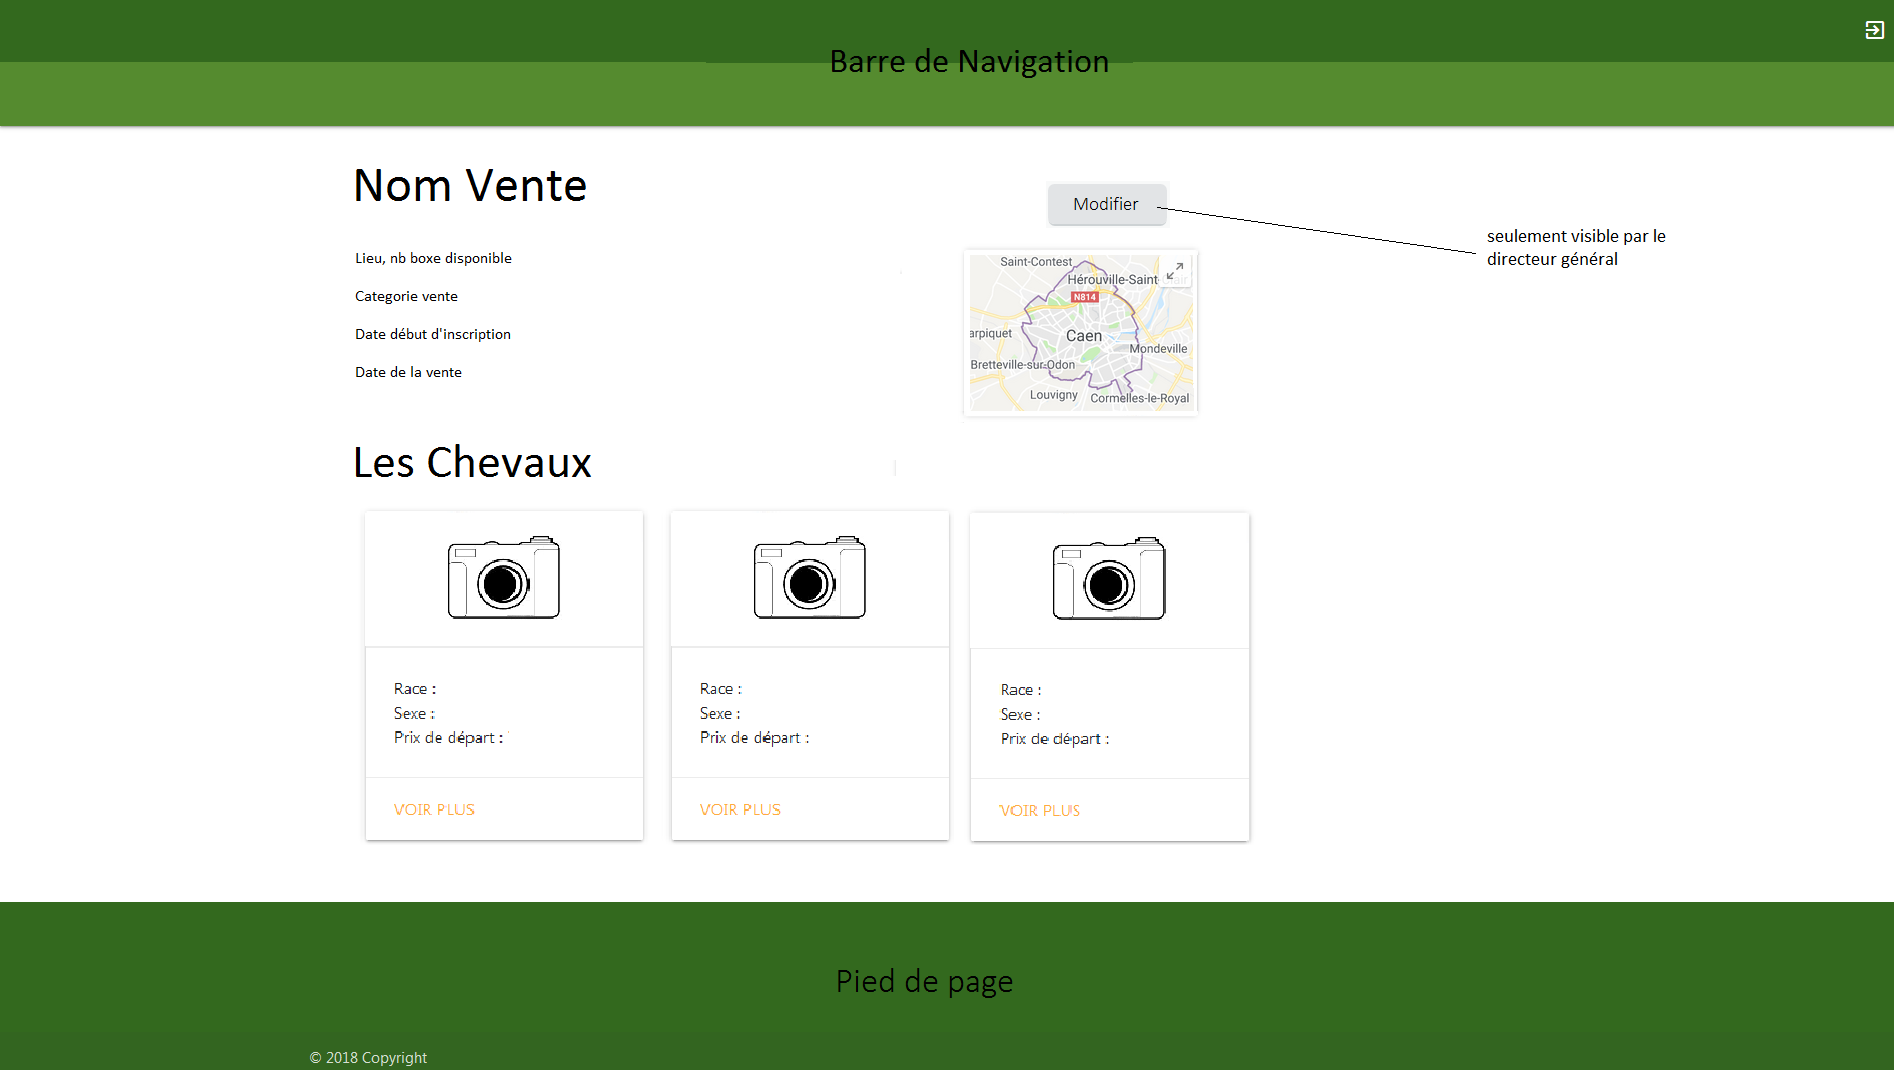 Barre de Navigation
Nom Vente
Modifier
seulement visible par le
directeur général
Lieu, nb boxe disponible
Categorie vente
Date début d'inscription
Date de la vente
Saint-Contest
Hérouville-Saint-Clair
N814
arpiquet
Caen
Mondeville
Bretteville-sur-Odon
Louvigny
Cormelles-le-Royal
Les Chevaux
Race :
Sexe :
Prix de départ :
VOIR PLUS
Race :
Sexe :
Prix de départ :
VOIR PLUS
Race :
Sexe :
Prix de départ :
VOIR PLUS
Pied de page
© 2018 Copyright